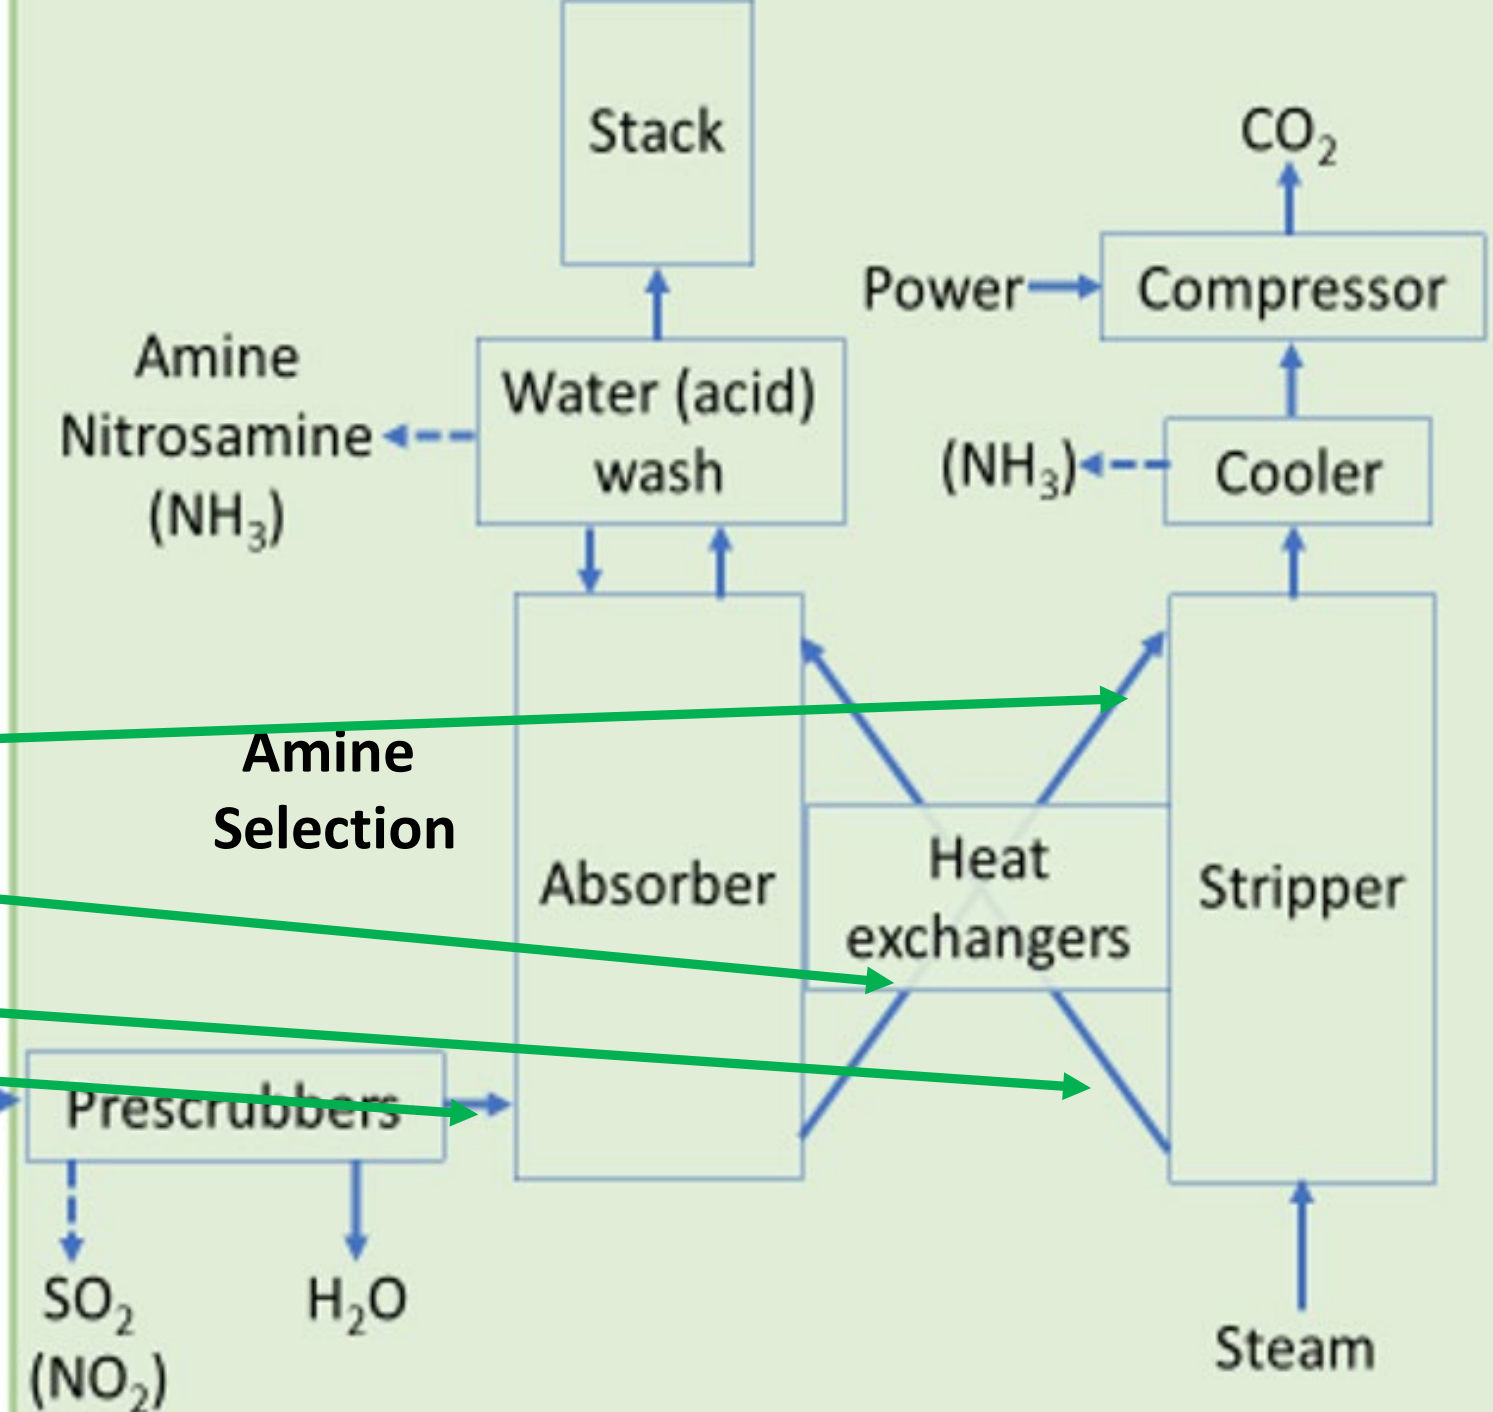 Stack
CO₂
Power
Compressor
Amine
Nitrosamine
(NH₃)
Water (acid)
wash
(NH₃)
Cooler
Amine
Selection
Absorber
Heat
exchangers
Stripper
Prescrubbers
SO₂
(NO₂)
H₂O
Steam